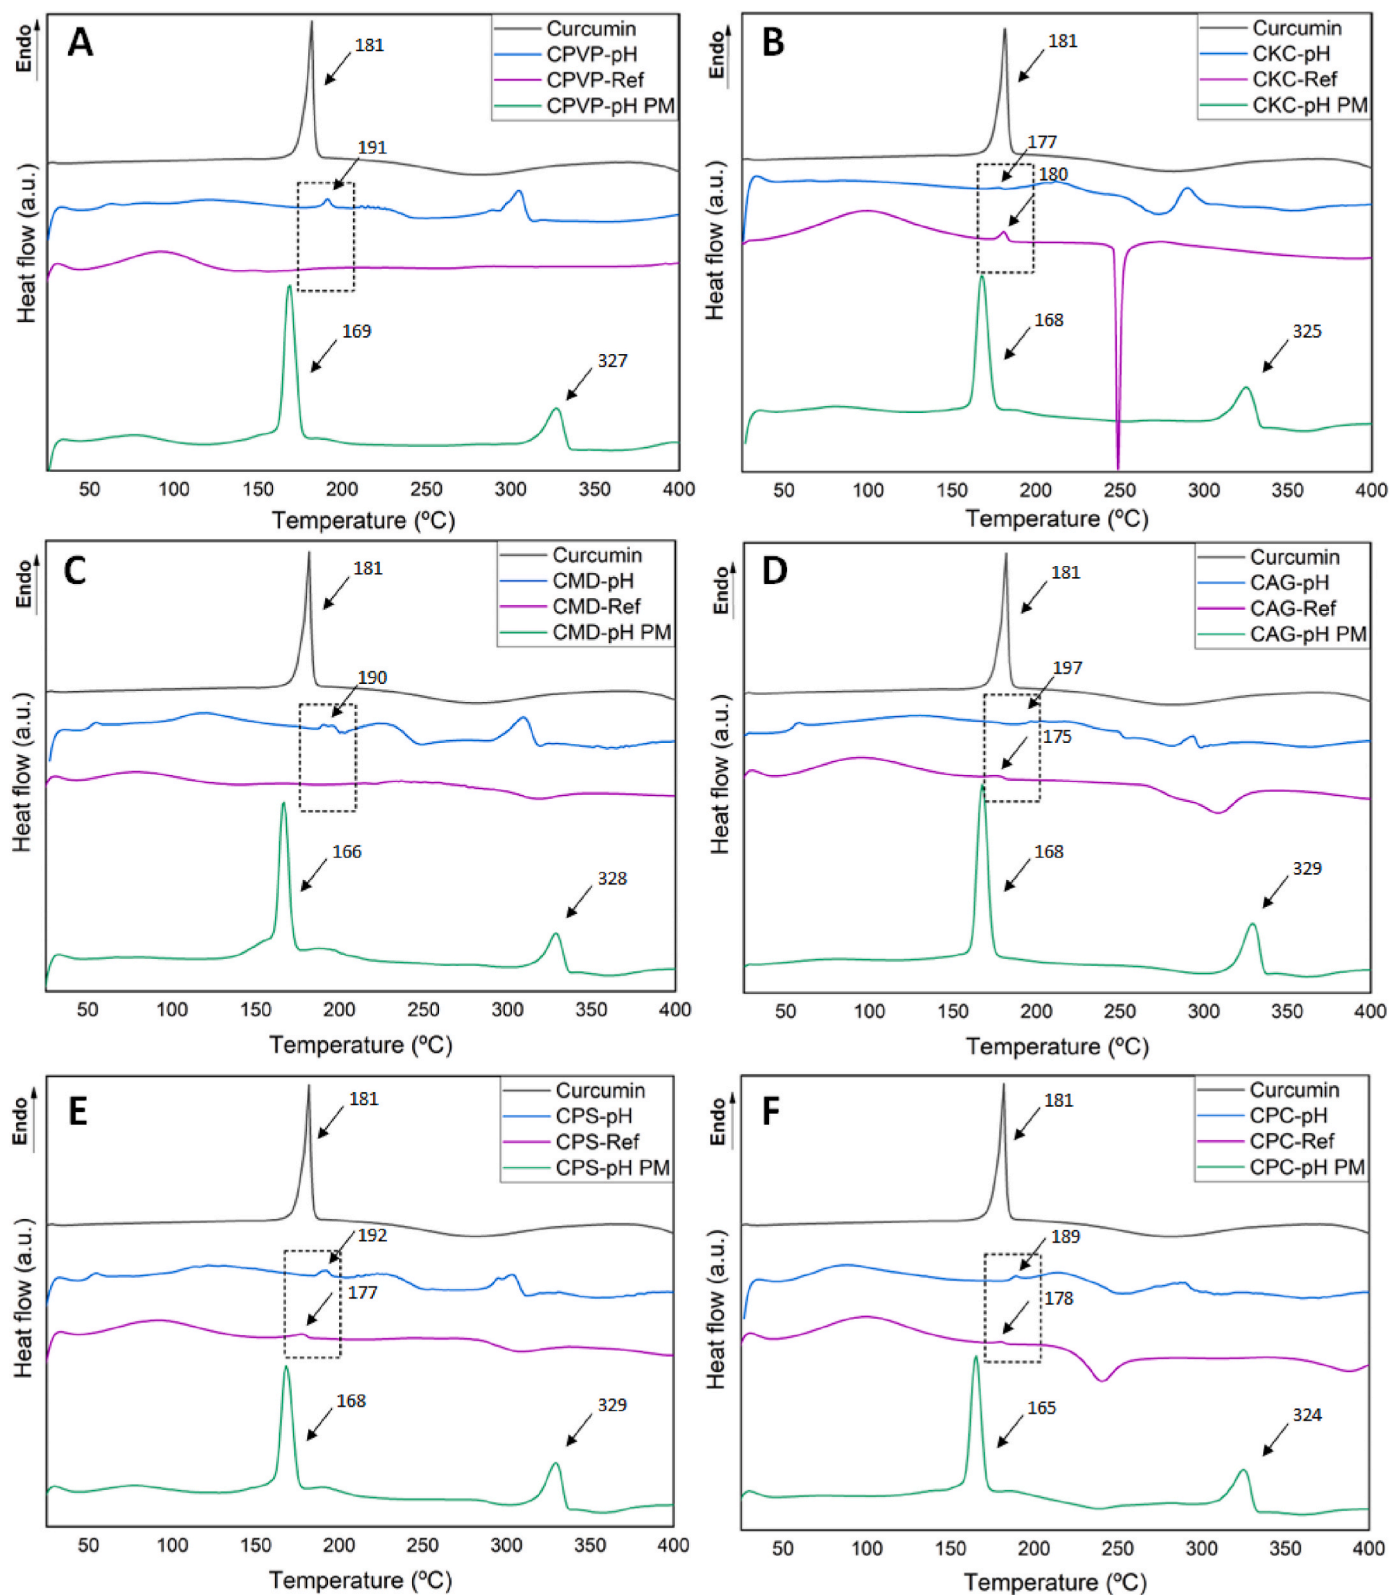 A
Endo
Curcumin
CPVP-pH
CPVP-Ref
CPVP-pH PM
181
191
169
327
Heat flow (a.u.)
50 100 150 200 250 300 350 400
Temperature (ºC)
B
Endo
Curcumin
CKC-pH
CKC-Ref
CKC-pH PM
181
177
180
168
325
Heat flow (a.u.)
50 100 150 200 250 300 350 400
Temperature (ºC)
C
Endo
Curcumin
CMD-pH
CMD-Ref
CMD-pH PM
181
190
166
328
Heat flow (a.u.)
50 100 150 200 250 300 350 400
Temperature (ºC)
D
Endo
Curcumin
CAG-pH
CAG-Ref
CAG-pH PM
181
197
175
168
329
Heat flow (a.u.)
50 100 150 200 250 300 350 400
Temperature (ºC)
E
Endo
Curcumin
CPS-pH
CPS-Ref
CPS-pH PM
181
192
177
168
329
Heat flow (a.u.)
50 100 150 200 250 300 350 400
Temperature (ºC)
F
Endo
Curcumin
CPC-pH
CPC-Ref
CPC-pH PM
181
189
178
165
324
Heat flow (a.u.)
50 100 150 200 250 300 350 400
Temperature (ºC)